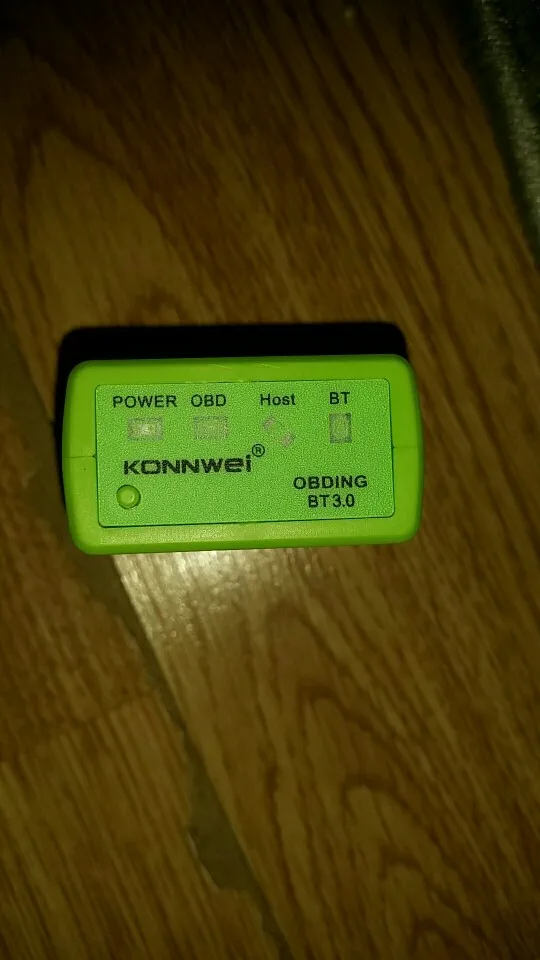 POWER OBD Host BT
KONNWEI®
OBDING
BT3.0